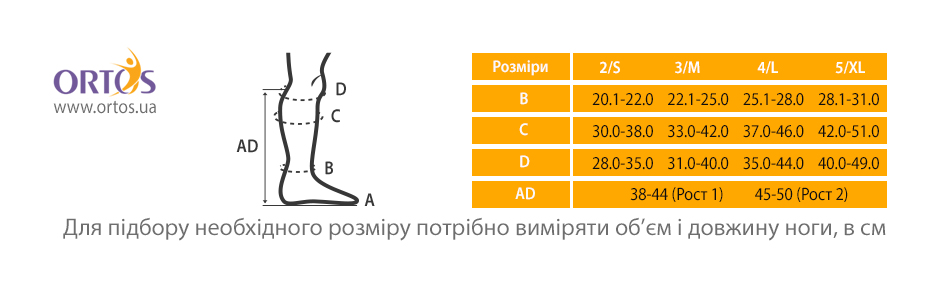 ORTOS
www.ortos.ua
D
C
AD
B
A
Розміри 2/S 3/M 4/L 5/XL
B 20.1-22.0 22.1-25.0 25.1-28.0 28.1-31.0
C 30.0-38.0 33.0-42.0 37.0-46.0 42.0-51.0
D 28.0-35.0 31.0-40.0 35.0-44.0 40.0-49.0
AD 38-44 (Рост 1) 45-50 (Рост 2)
Для підбору необхідного розміру потрібно виміряти об’єм і довжину ноги, в см